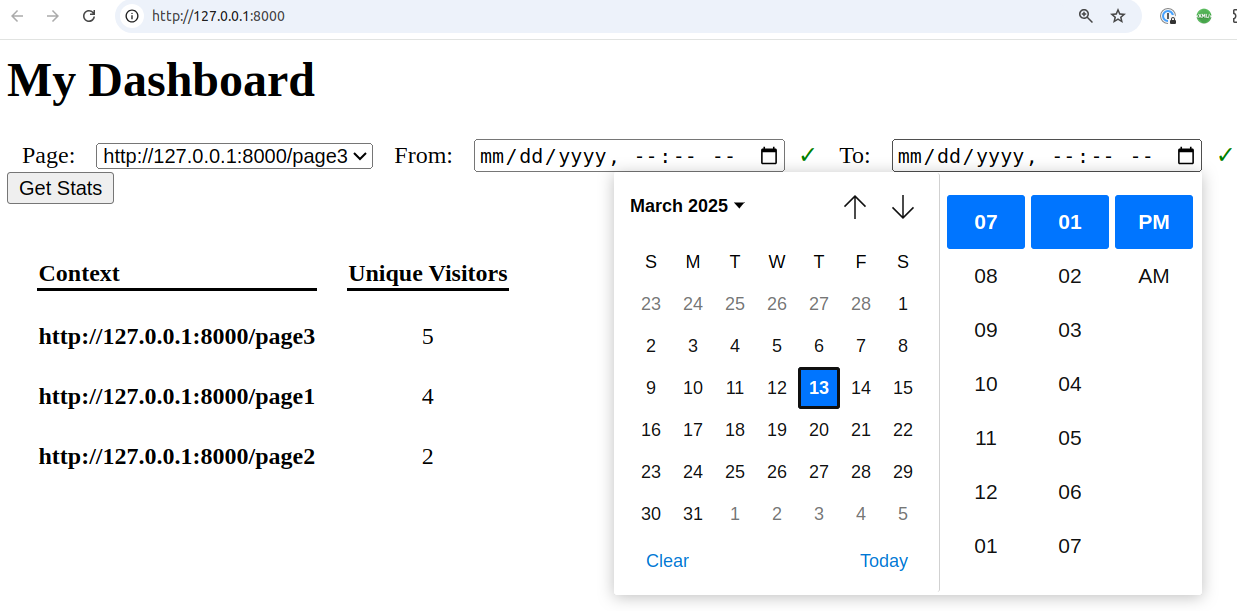 http://127.0.0.1:8000
My Dashboard
Page: http://127.0.0.1:8000/page3 From: mm/dd/yyyy, --:-- -- ✓ To: mm/dd/yyyy, --:-- -- ✓
Get Stats
Context Unique Visitors
http://127.0.0.1:8000/page3 5
http://127.0.0.1:8000/page1 4
http://127.0.0.1:8000/page2 2
March 2025
S M T W T F S
23 24 25 26 27 28 1
2 3 4 5 6 7 8
9 10 11 12 13 14 15
16 17 18 19 20 21 22
23 24 25 26 27 28 29
30 31 1 2 3 4 5
Clear Today
07 01 PM
08 02 AM
09 03
10 04
11 05
12 06
01 07